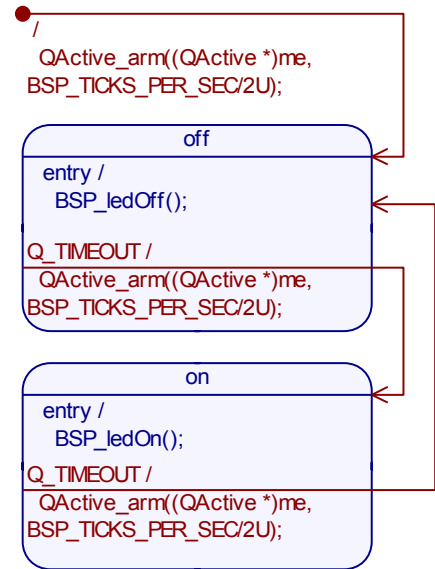 /
QActive_arm((QActive *)me,
BSP_TICKS_PER_SEC/2U);
off
entry /
BSP_ledOff();
Q_TIMEOUT /
QActive_arm((QActive *)me,
BSP_TICKS_PER_SEC/2U);
on
entry /
BSP_ledOn();
Q_TIMEOUT /
QActive_arm((QActive *)me,
BSP_TICKS_PER_SEC/2U);